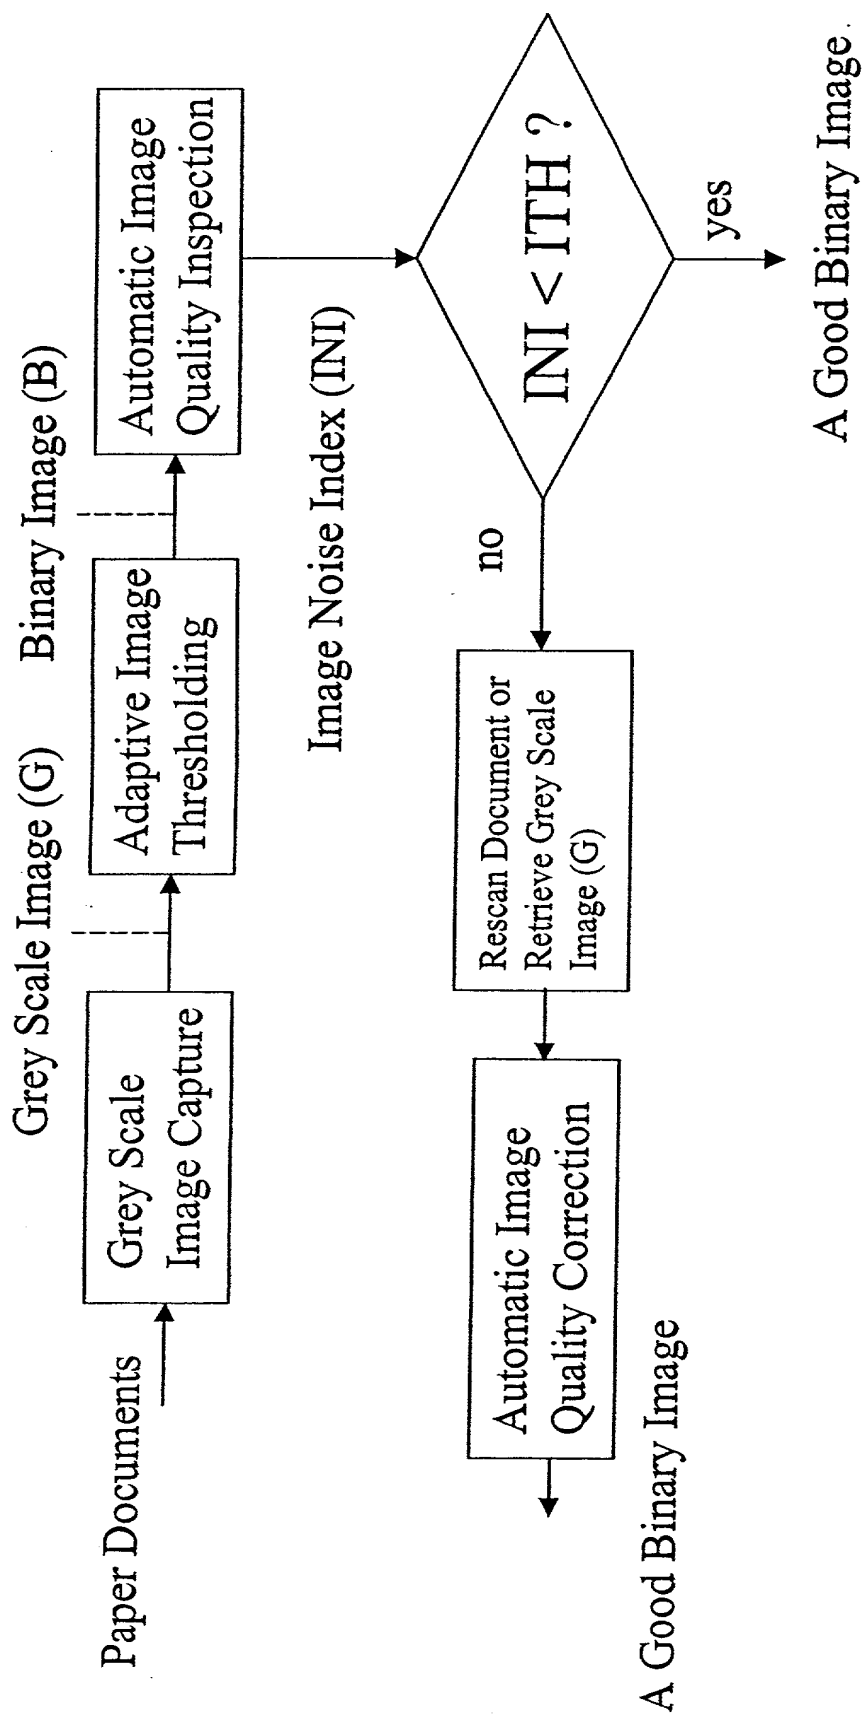 Paper Documents
Grey Scale
Image Capture
Grey Scale Image (G)
Adaptive Image
Thresholding
Binary Image (B)
Automatic Image
Quality Inspection
Image Noise Index (INI)
INI < ITH ?
yes
A Good Binary Image.
no
Rescan Document or
Retrieve Grey Scale
Image (G)
Automatic Image
Quality Correction
A Good Binary Image